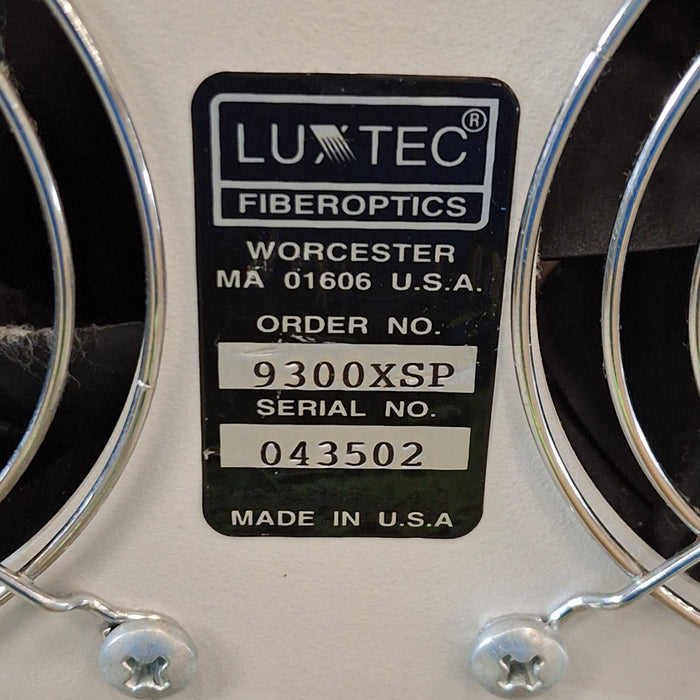 LUXTEC®
FIBEROPTICS
WORCESTER
MA 01606 U.S.A.
ORDER NO.
9300XSP
SERIAL NO.
043502
MADE IN U.S.A